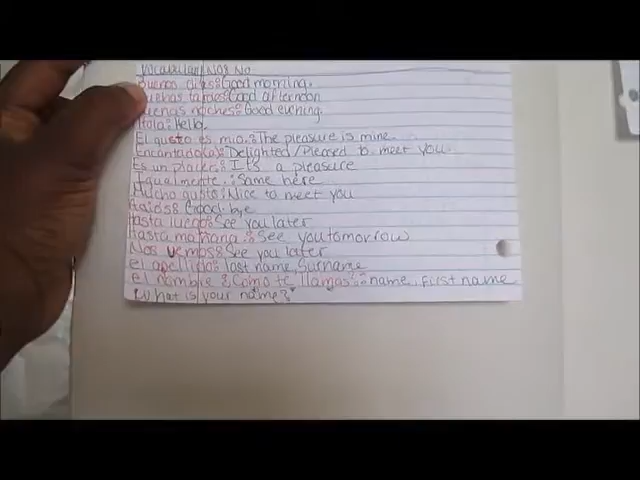 Vocabulary Nos No
Buenos dias: Good morning.
Buenas tardes: Good afternoon
Buenas noches: Good evening.
Hola: Hello.
El gusto es mio.: The pleasure is mine.
Encantado(a): Delighted/Pleased to meet you.
Es un placer.: It's a pleasure
Igualmente.: Same here
Mucho gusto: Nice to meet you
Adiós: Good-bye
Hasta luego: See you later
Hasta mañana.: See you tomorrow
Nos vemos: See you later
el apellido: last name, Surname
el nombre: Como te llamas: name, First name
What is your name?